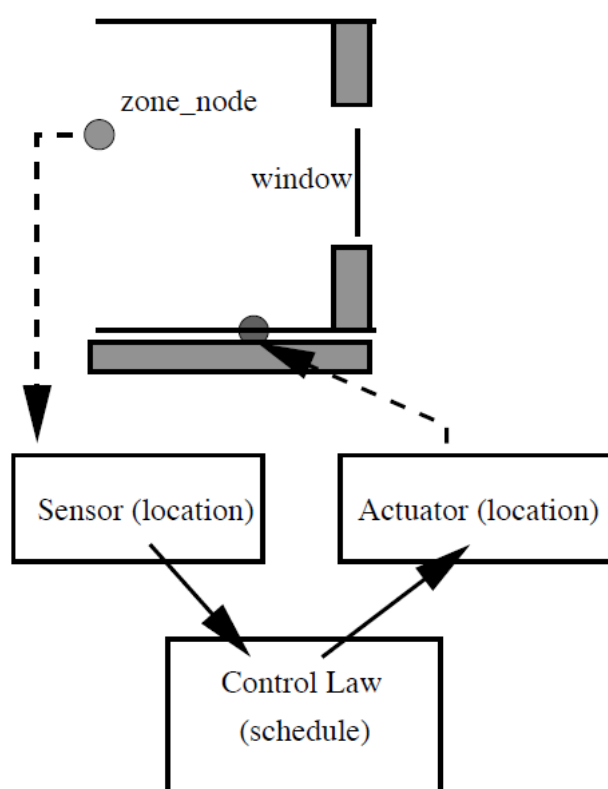 zone_node
window
Sensor (location)
Actuator (location)
Control Law
(schedule)